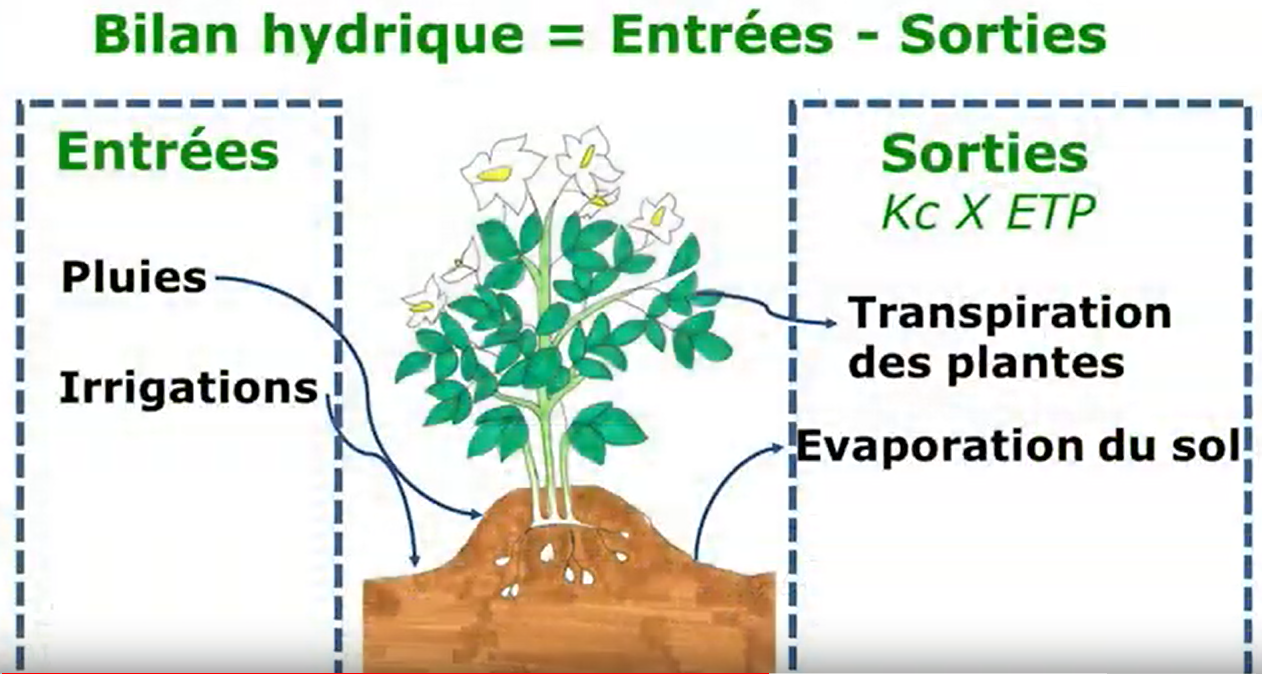 Bilan hydrique = Entrées - Sorties
Entrées
Pluies
Irrigations
Sorties
Kc X ETP
Transpiration
des plantes
Evaporation du sol